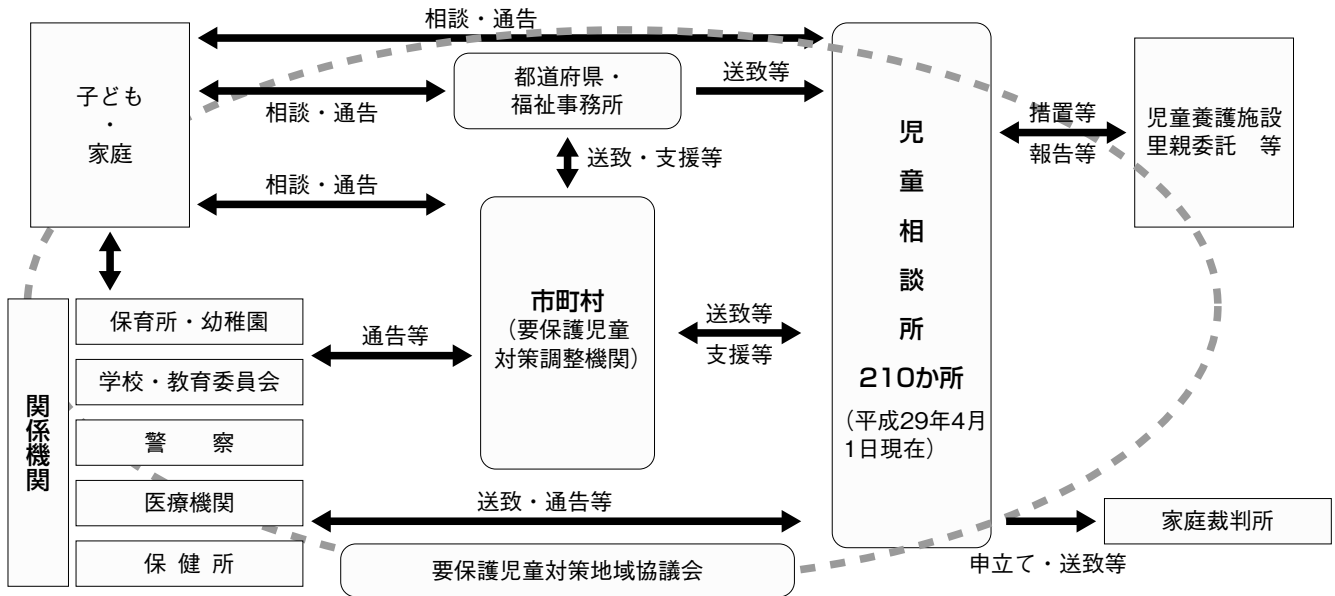 相談・通告
子ども
・
家庭
相談・通告
都道府県・
福祉事務所
送致等
送致・支援等
相談・通告
児童相談所
210か所
（平成29年4月
1日現在）
措置等
報告等
児童養護施設
里親委託　等
関係機関
保育所・幼稚園
学校・教育委員会
警　　察
医療機関
保 健 所
通告等
市町村
（要保護児童
対策調整機関）
送致等
支援等
送致・通告等
要保護児童対策地域協議会
家庭裁判所
申立て・送致等